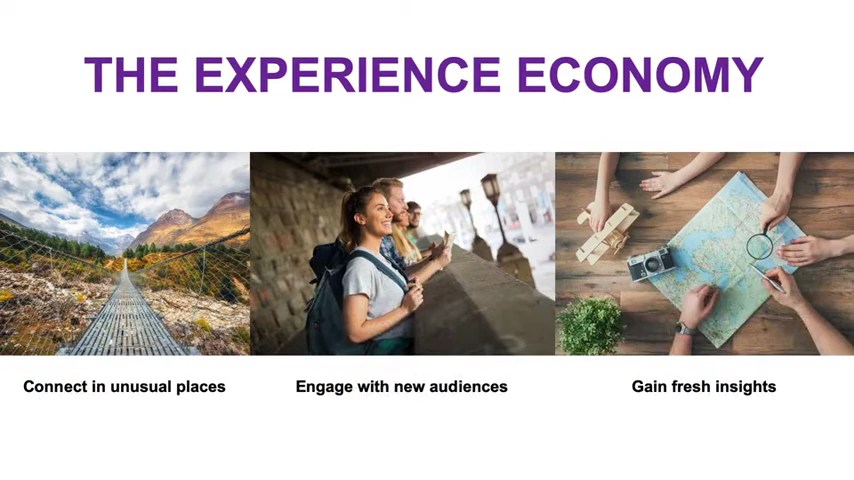 THE EXPERIENCE ECONOMY
Connect in unusual places
Engage with new audiences
Gain fresh insights